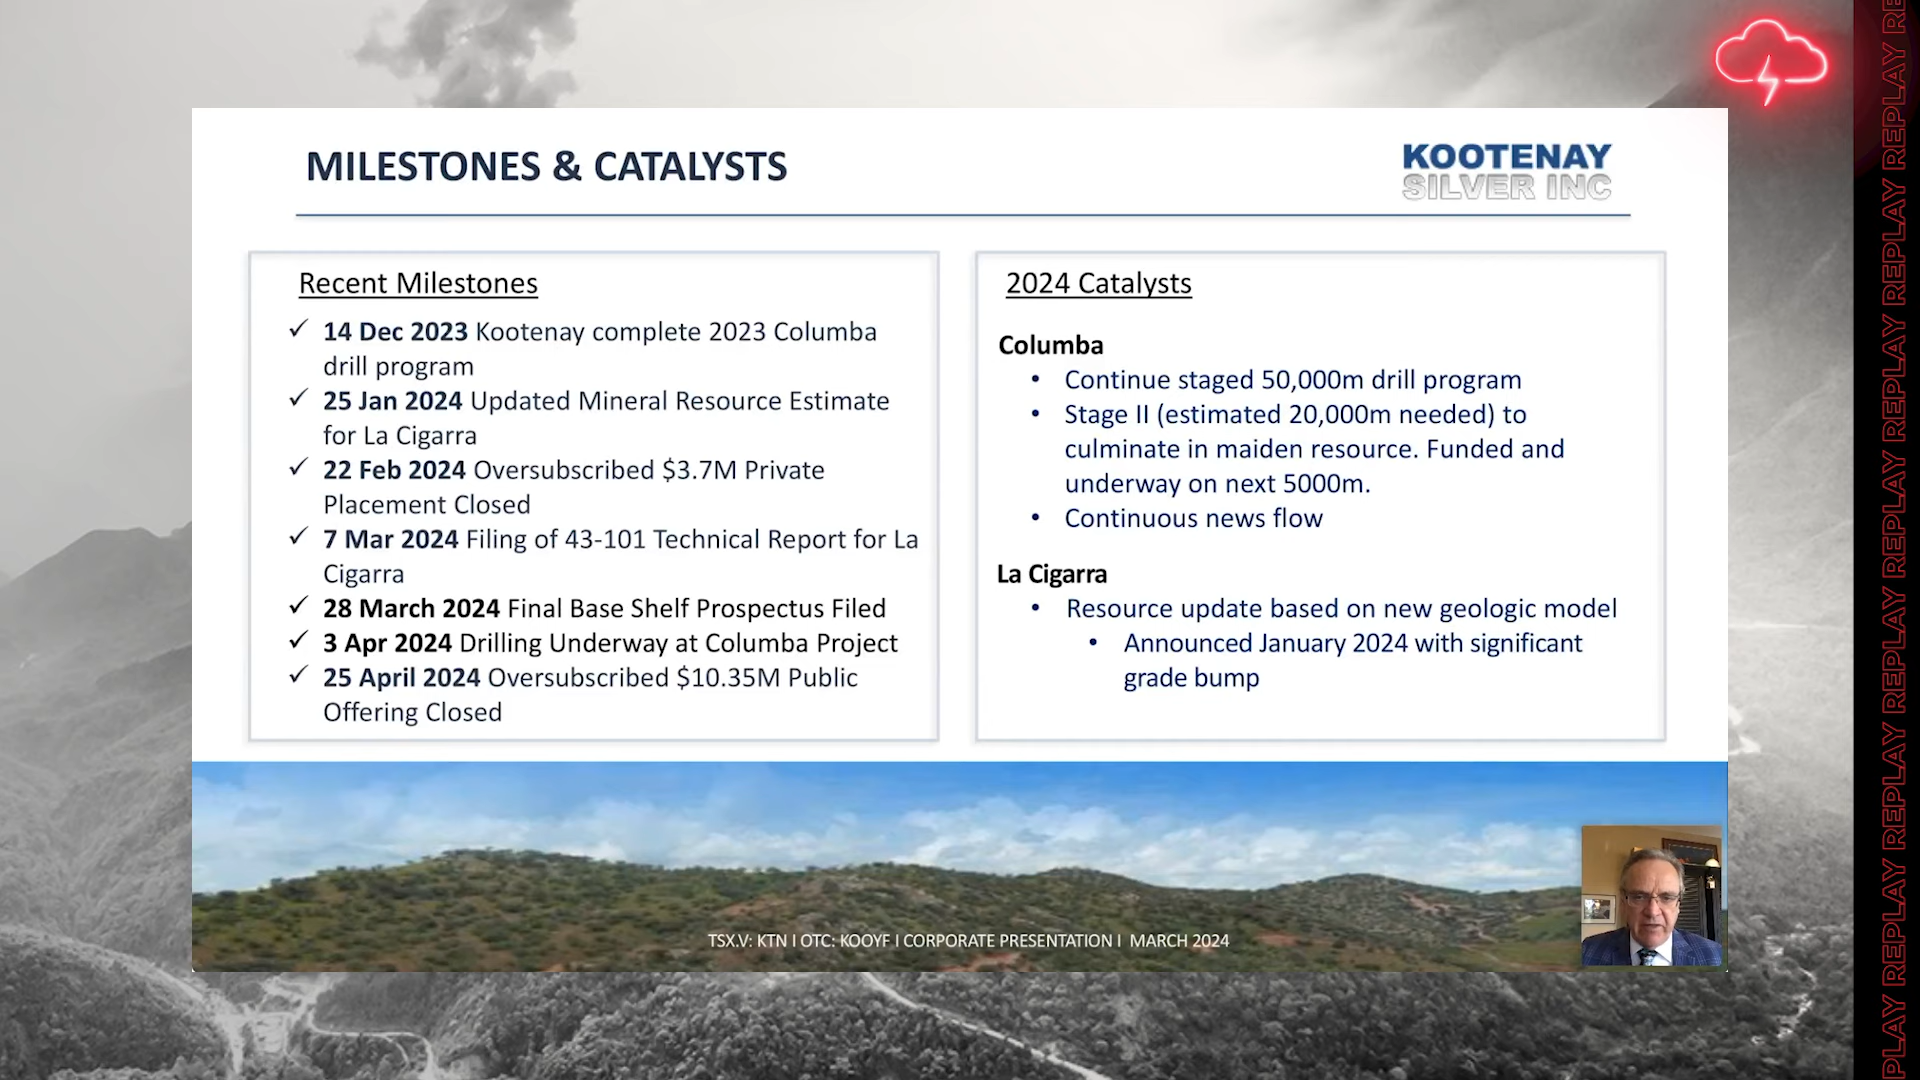 MILESTONES & CATALYSTS
KOOTENAY
SILVER INC
Recent Milestones
✓ 14 Dec 2023 Kootenay complete 2023 Columba
drill program
✓ 25 Jan 2024 Updated Mineral Resource Estimate
for La Cigarra
✓ 22 Feb 2024 Oversubscribed $3.7M Private
Placement Closed
✓ 7 Mar 2024 Filing of 43-101 Technical Report for La
Cigarra
✓ 28 March 2024 Final Base Shelf Prospectus Filed
✓ 3 Apr 2024 Drilling Underway at Columba Project
✓ 25 April 2024 Oversubscribed $10.35M Public
Offering Closed
2024 Catalysts
Columba
• Continue staged 50,000m drill program
• Stage II (estimated 20,000m needed) to
culminate in maiden resource. Funded and
underway on next 5000m.
• Continuous news flow
La Cigarra
• Resource update based on new geologic model
• Announced January 2024 with significant
grade bump
TSX.V: KTN I OTC: KOOYF I CORPORATE PRESENTATION I MARCH 2024
PLAY REPLAY REPLAY REPLAY REPLAY REPLAY REPLAY REPLAY REPLAY REPLAY REPLAY REPLAY REPLAY RE